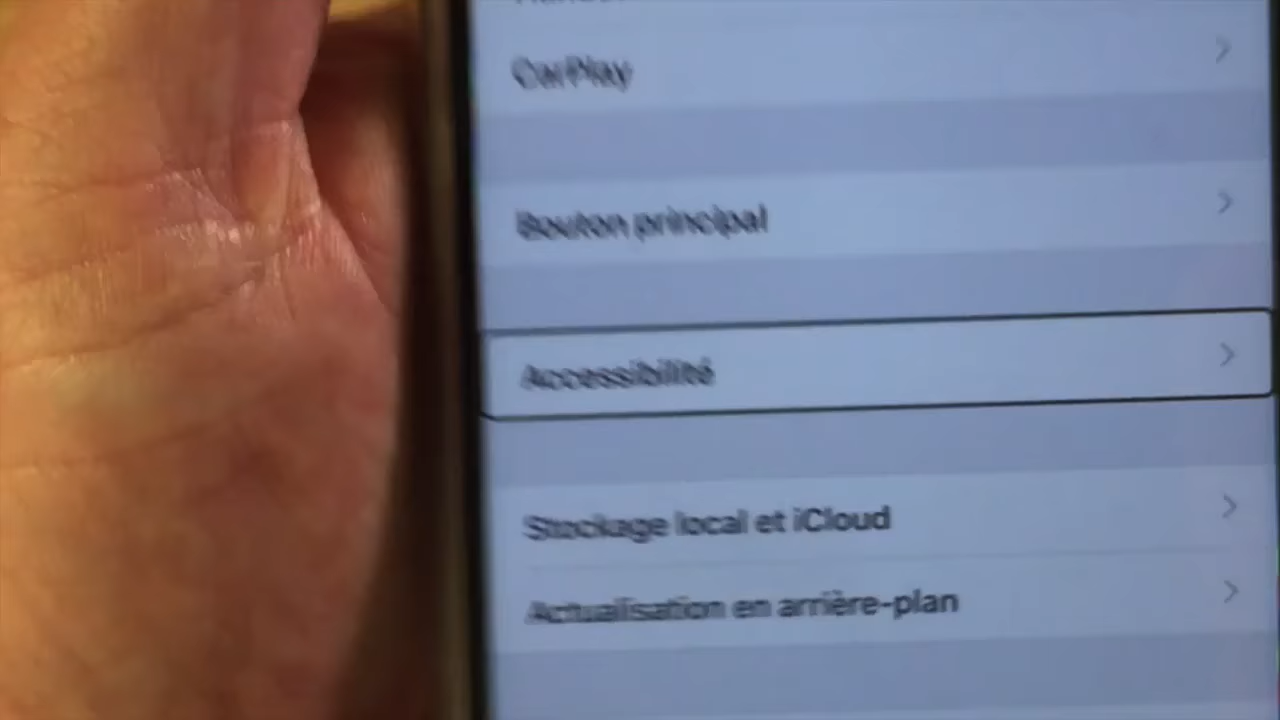 CarPlay
Bouton principal
Accessibilité
Stockage local et iCloud
Actualisation en arrière-plan